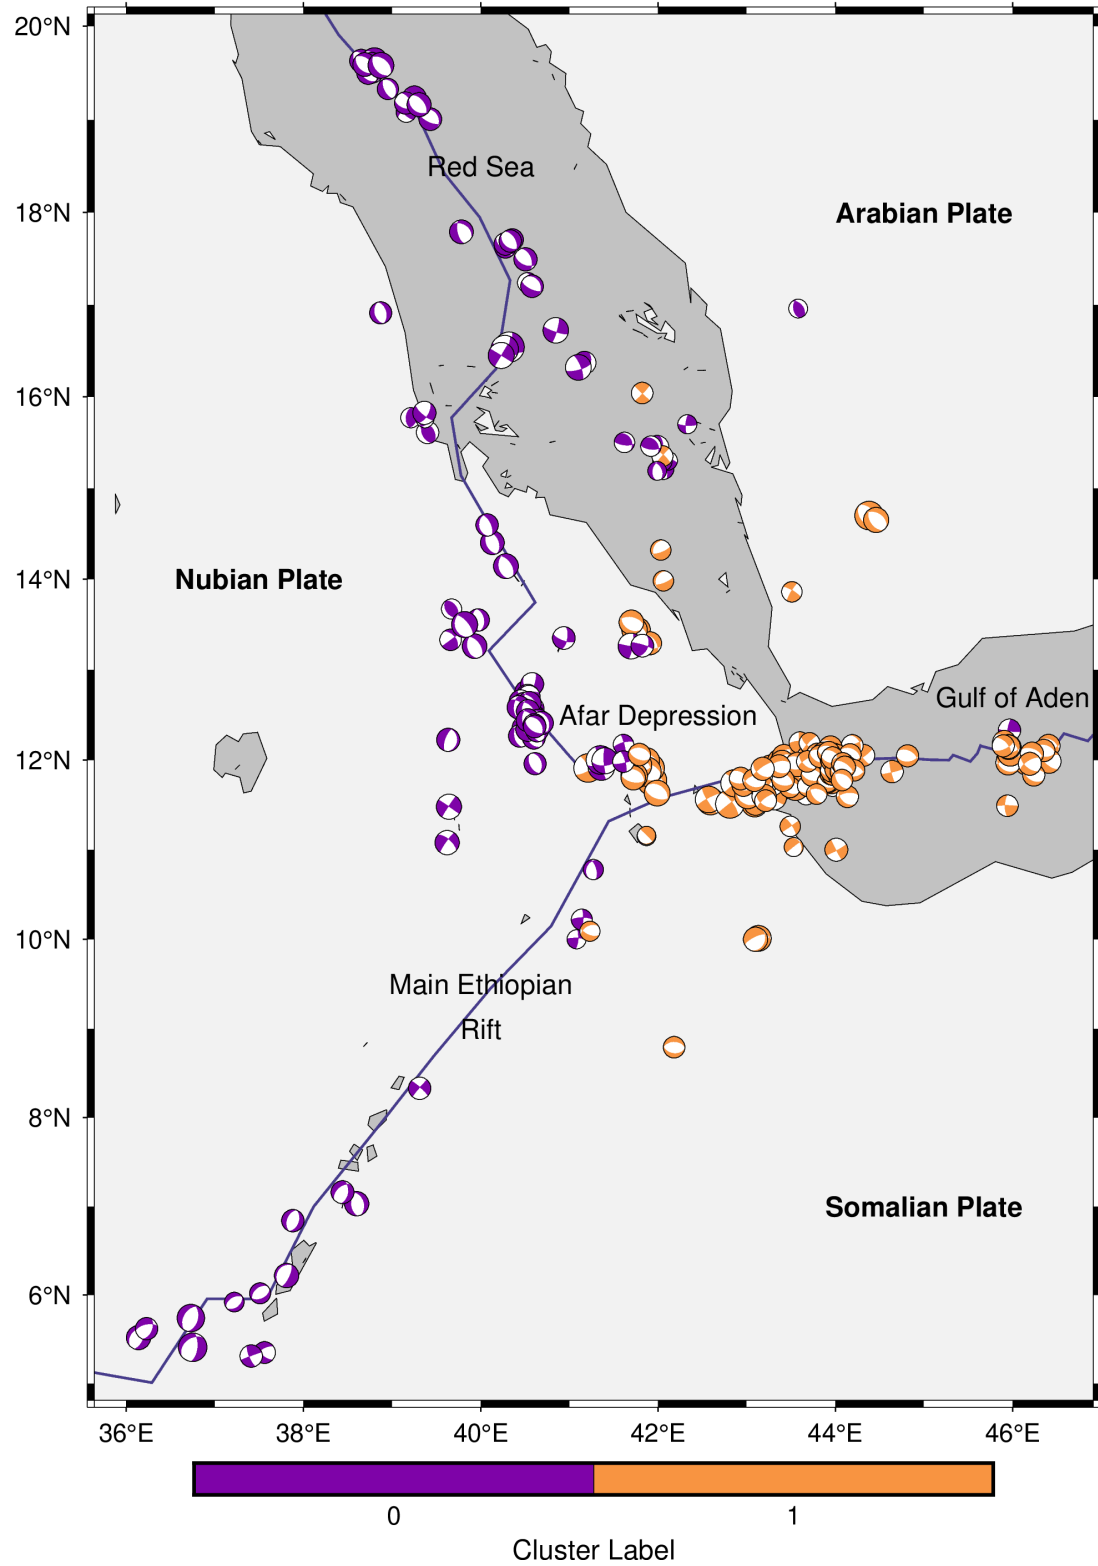 20°N
Red Sea
18°N
Arabian Plate
16°N
14°N
Nubian Plate
Gulf of Aden
Afar Depression
12°N
10°N
Main Ethiopian
Rift
8°N
Somalian Plate
6°N
36°E 38°E 40°E 42°E 44°E 46°E
0 1
Cluster Label